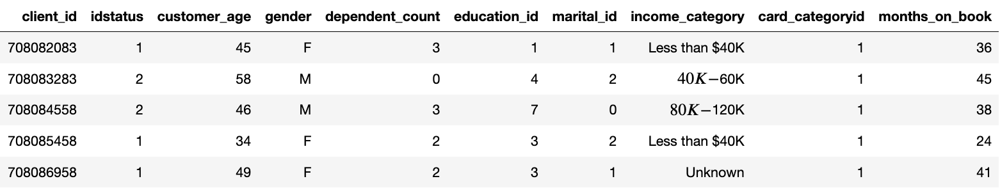 client_id idstatus customer_age gender dependent_count education_id marital_id income_category card_categoryid months_on_book
708082083 1 45 F 3 1 1 Less than $40K 1 36
708083283 2 58 M 0 4 2 40K−60K 1 45
708084558 2 46 M 3 7 0 80K−120K 1 38
708085458 1 34 F 2 3 2 Less than $40K 1 24
708086958 1 49 F 2 3 1 Unknown 1 41